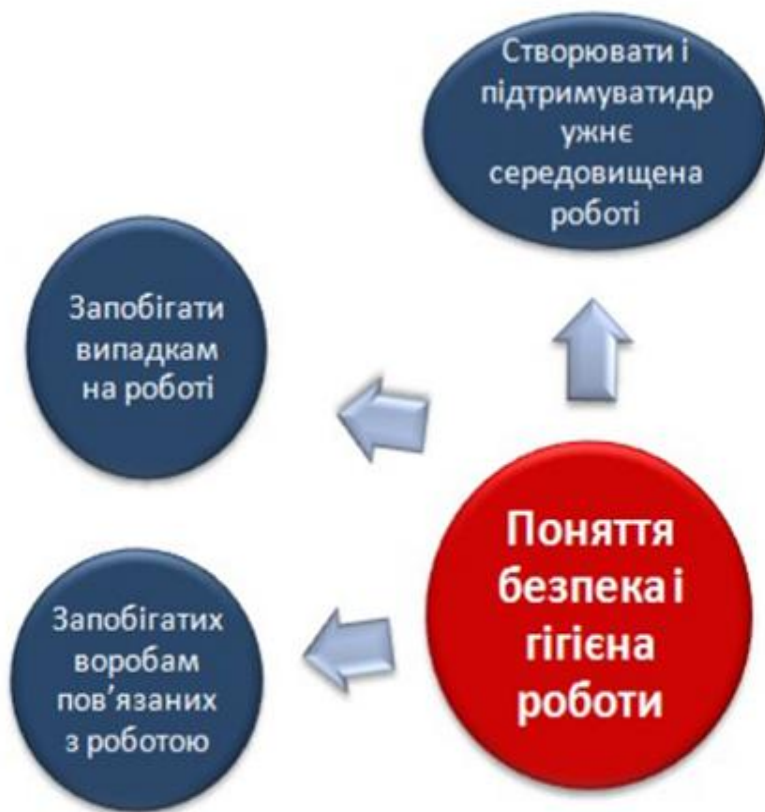 Створювати і
підтримуватидр
ужнє
середовищена
роботі
Запобігати
випадкам
на роботі
Поняття
безпека і
гігієна
роботи
Запобігатих
воробам
пов’язаних
з роботою